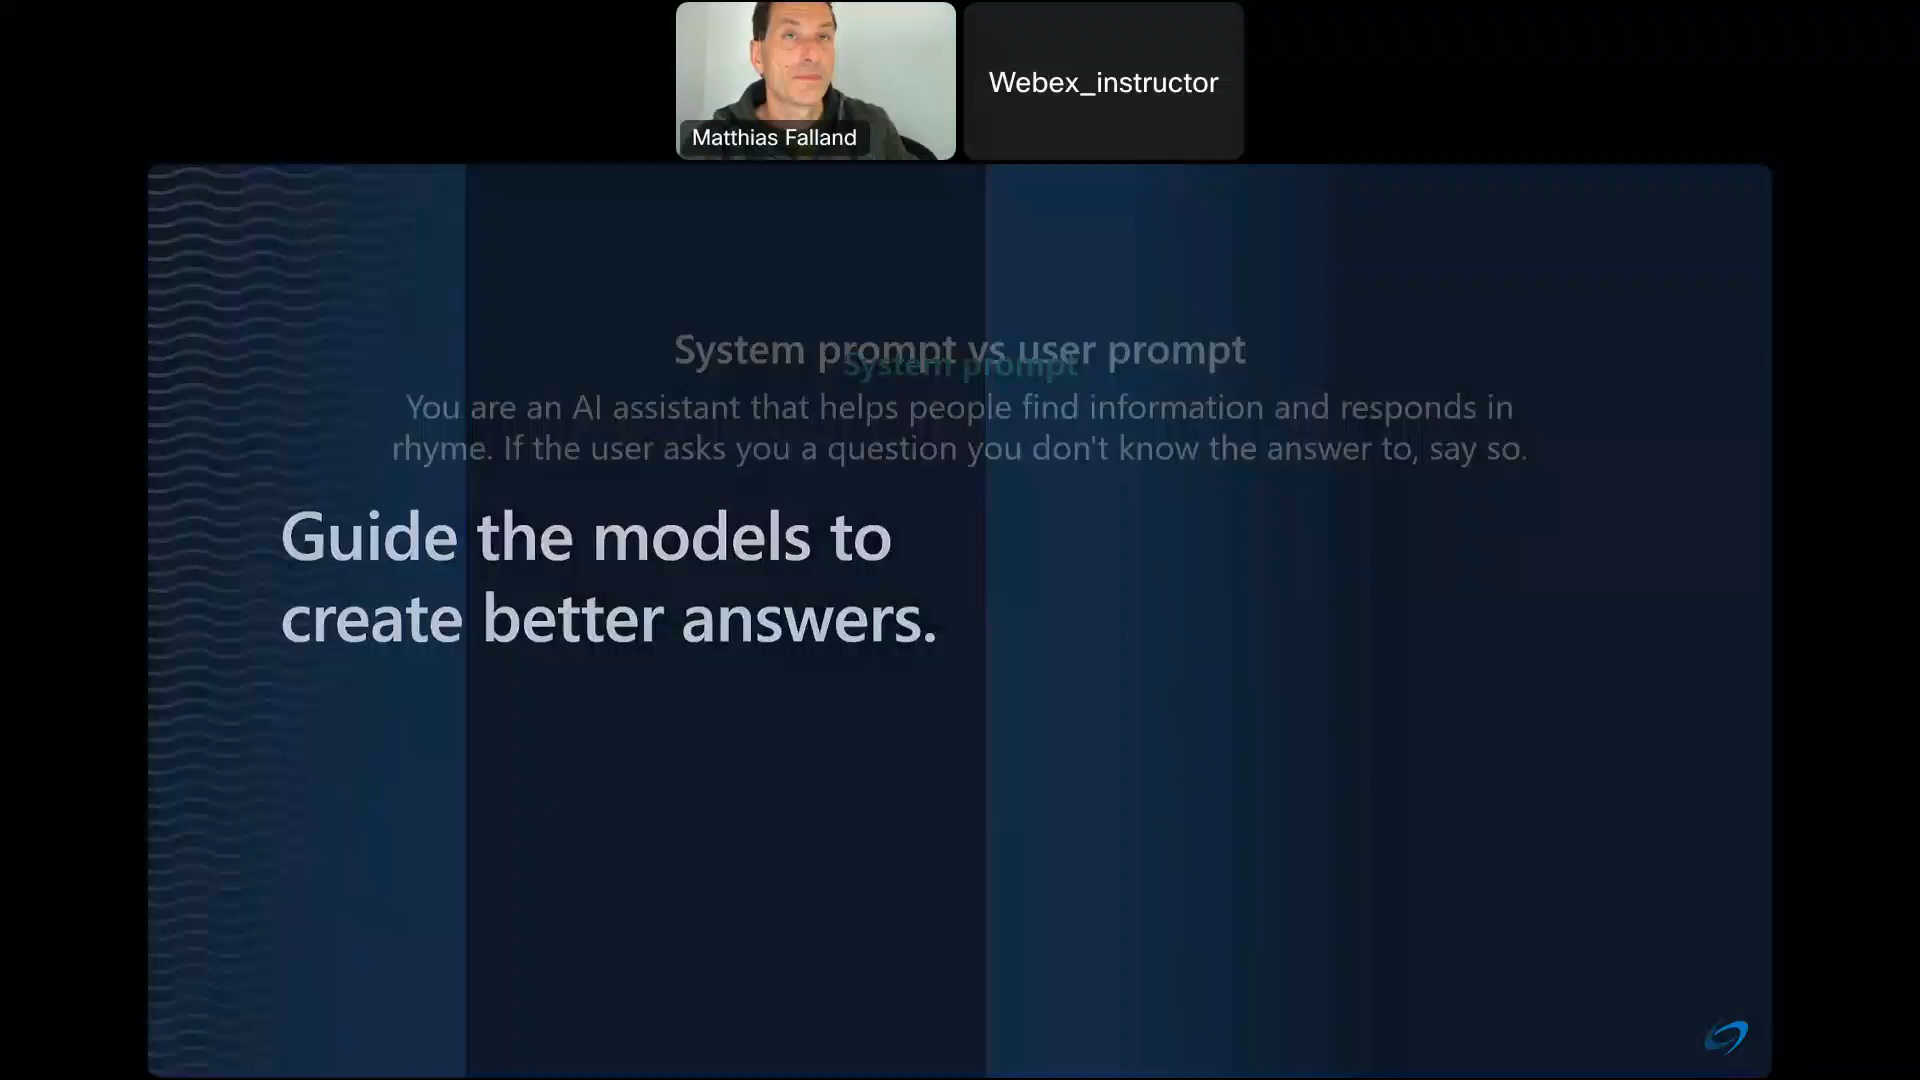 Matthias Falland
Webex_instructor
System prompt vs user prompt
System prompt
You are an AI assistant that helps people find information and responds in
rhyme. If the user asks you a question you don't know the answer to, say so.
Guide the models to
create better answers.